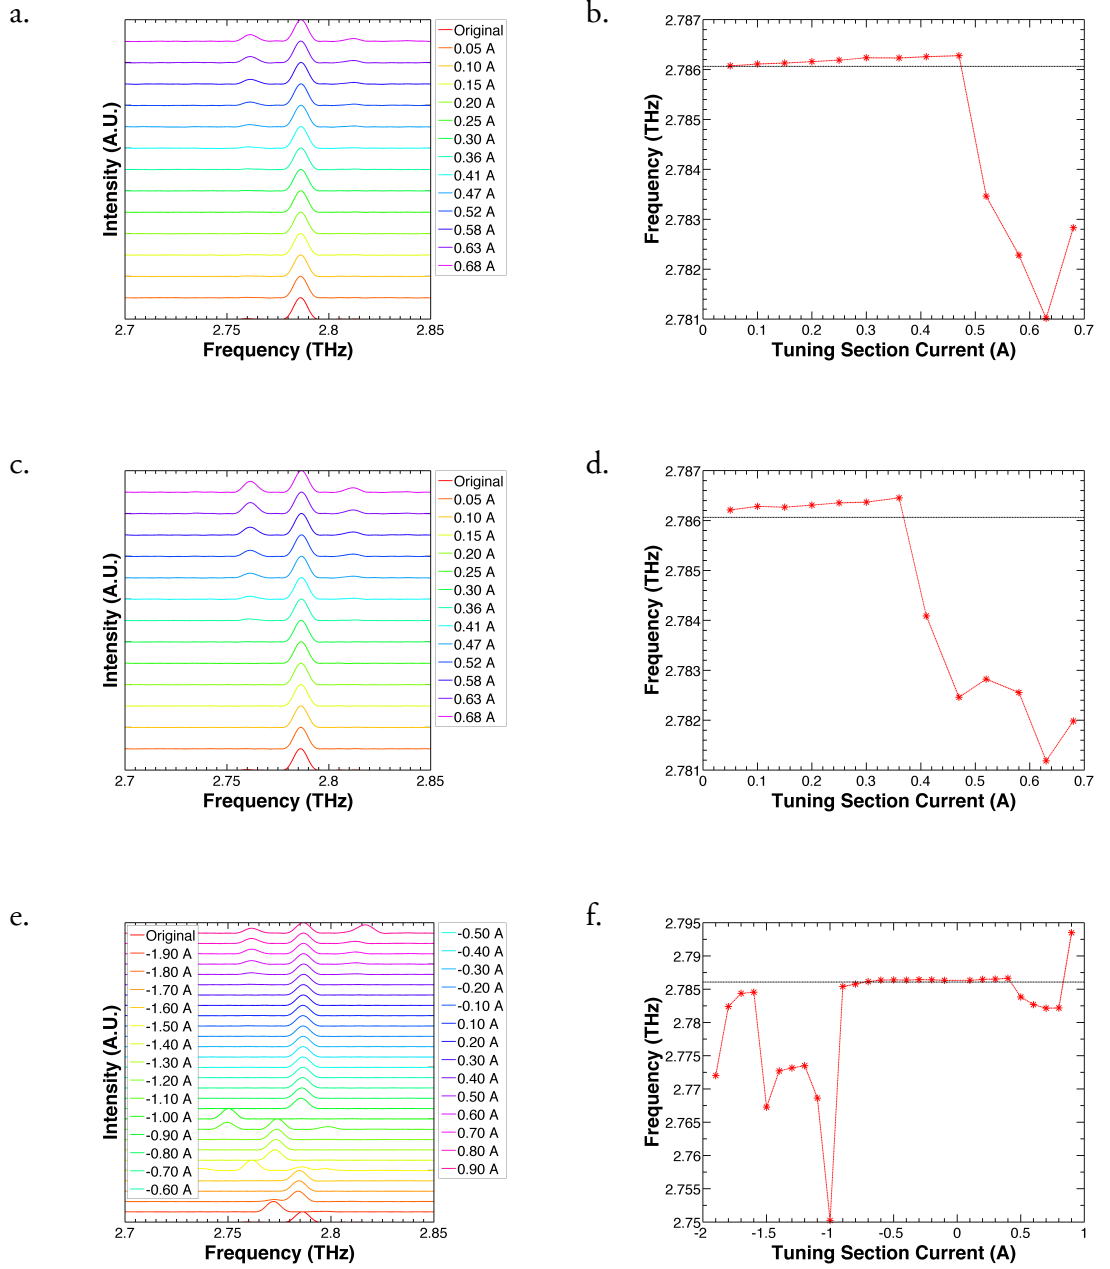 a.
Intensity (A.U.)
2.7
2.75
2.8
2.85
Frequency (THz)
Original
0.05 A
0.10 A
0.15 A
0.20 A
0.25 A
0.30 A
0.36 A
0.41 A
0.47 A
0.52 A
0.58 A
0.63 A
0.68 A
b.
Frequency (THz)
2.787
2.786
2.785
2.784
2.783
2.782
2.781
0
0.1
0.2
0.3
0.4
0.5
0.6
0.7
Tuning Section Current (A)
c.
Intensity (A.U.)
2.7
2.75
2.8
2.85
Frequency (THz)
Original
0.05 A
0.10 A
0.15 A
0.20 A
0.25 A
0.30 A
0.36 A
0.41 A
0.47 A
0.52 A
0.58 A
0.63 A
0.68 A
d.
Frequency (THz)
2.787
2.786
2.785
2.784
2.783
2.782
2.781
0
0.1
0.2
0.3
0.4
0.5
0.6
0.7
Tuning Section Current (A)
e.
Intensity (A.U.)
Original
-1.90 A
-1.80 A
-1.70 A
-1.60 A
-1.50 A
-1.40 A
-1.30 A
-1.20 A
-1.10 A
-1.00 A
-0.90 A
-0.80 A
-0.70 A
-0.60 A
2.7
2.75
2.8
2.85
Frequency (THz)
-0.50 A
-0.40 A
-0.30 A
-0.20 A
-0.10 A
0.10 A
0.20 A
0.30 A
0.40 A
0.50 A
0.60 A
0.70 A
0.80 A
0.90 A
f.
Frequency (THz)
2.795
2.79
2.785
2.78
2.775
2.77
2.765
2.76
2.755
2.75
-2
-1.5
-1
-0.5
0
0.5
1
Tuning Section Current (A)